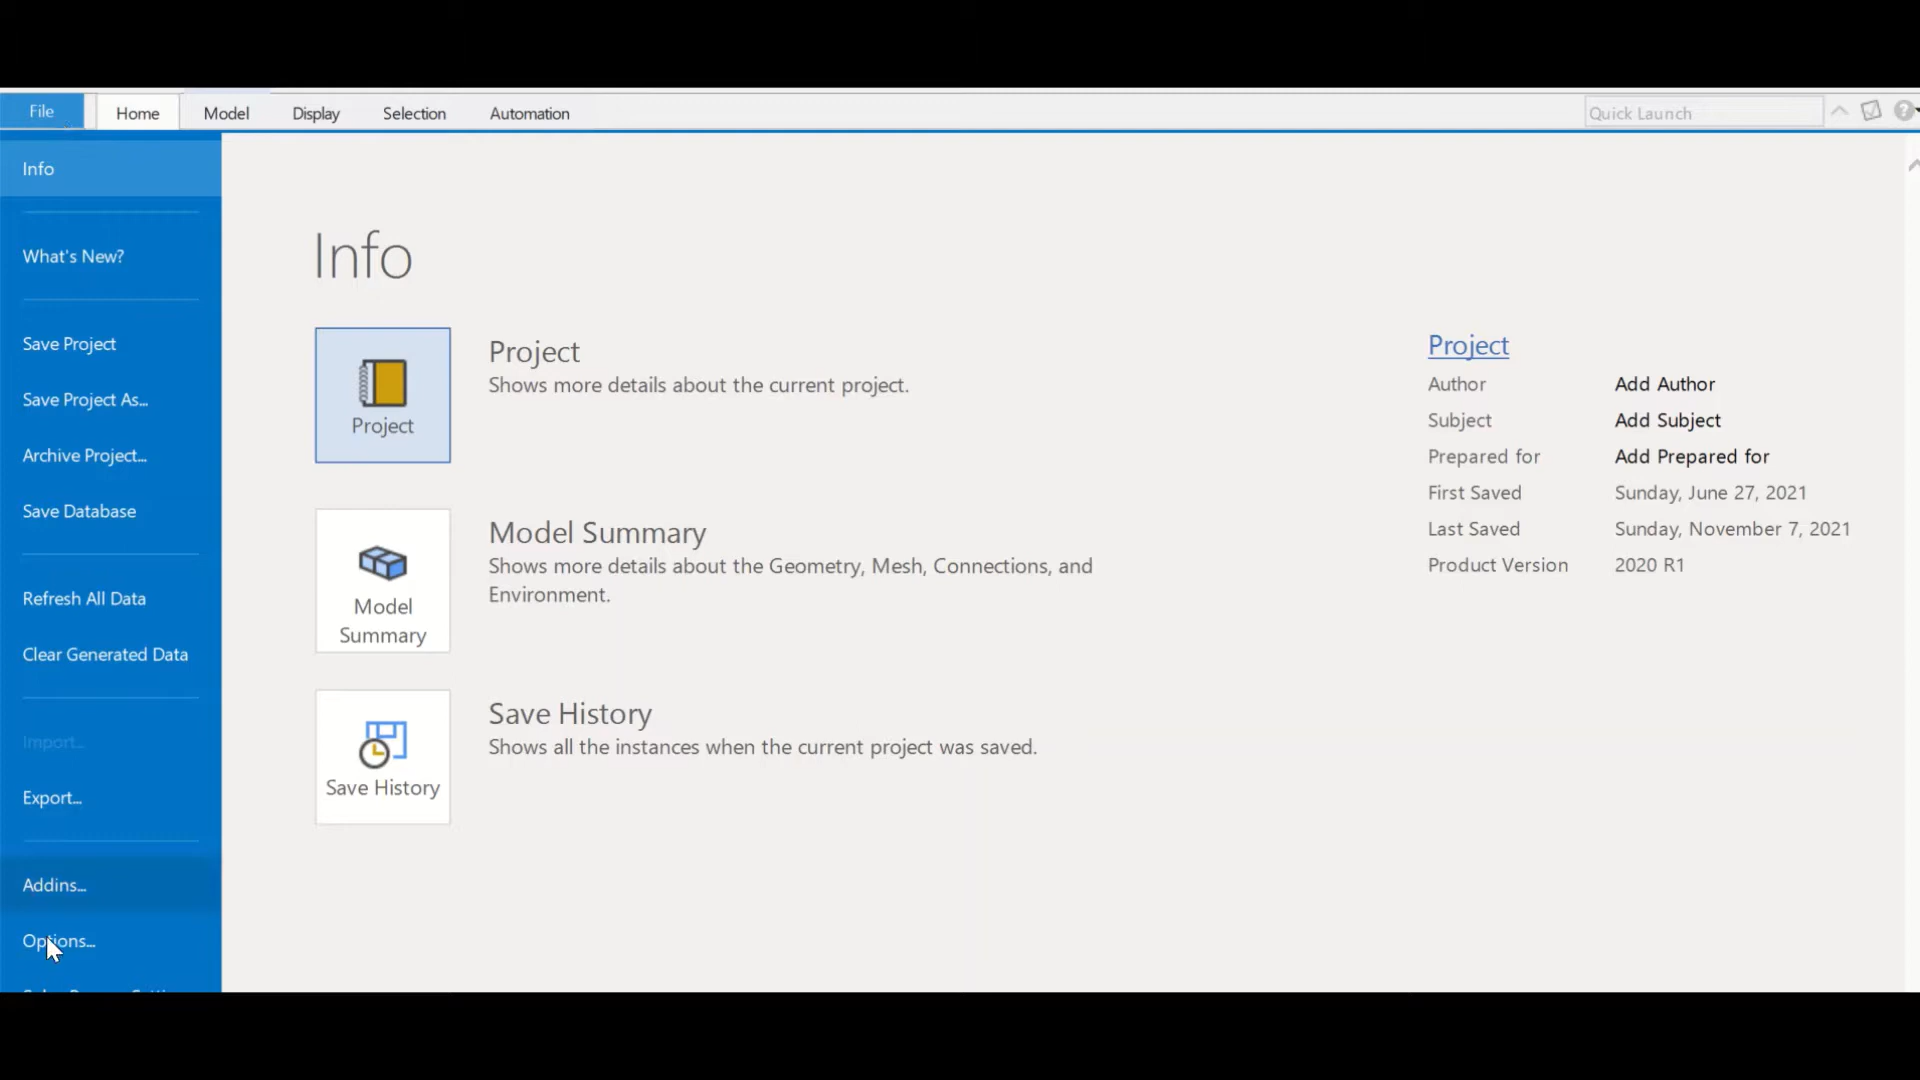 File
Home
Model
Display
Selection
Automation
Quick Launch
Info
What's New?
Save Project
Save Project As...
Archive Project...
Save Database
Refresh All Data
Clear Generated Data
Import...
Export...
Addins...
Options...
Info
Project
Project
Shows more details about the current project.
Model
Summary
Model Summary
Shows more details about the Geometry, Mesh, Connections, and
Environment.
Save History
Save History
Shows all the instances when the current project was saved.
Project
Author Add Author
Subject Add Subject
Prepared for Add Prepared for
First Saved Sunday, June 27, 2021
Last Saved Sunday, November 7, 2021
Product Version 2020 R1